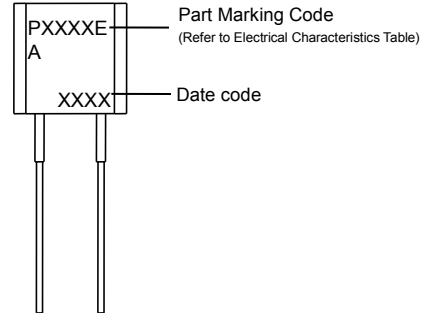 PXXXXE
A
XXXX
Part Marking Code
(Refer to Electrical Characteristics Table)
Date code